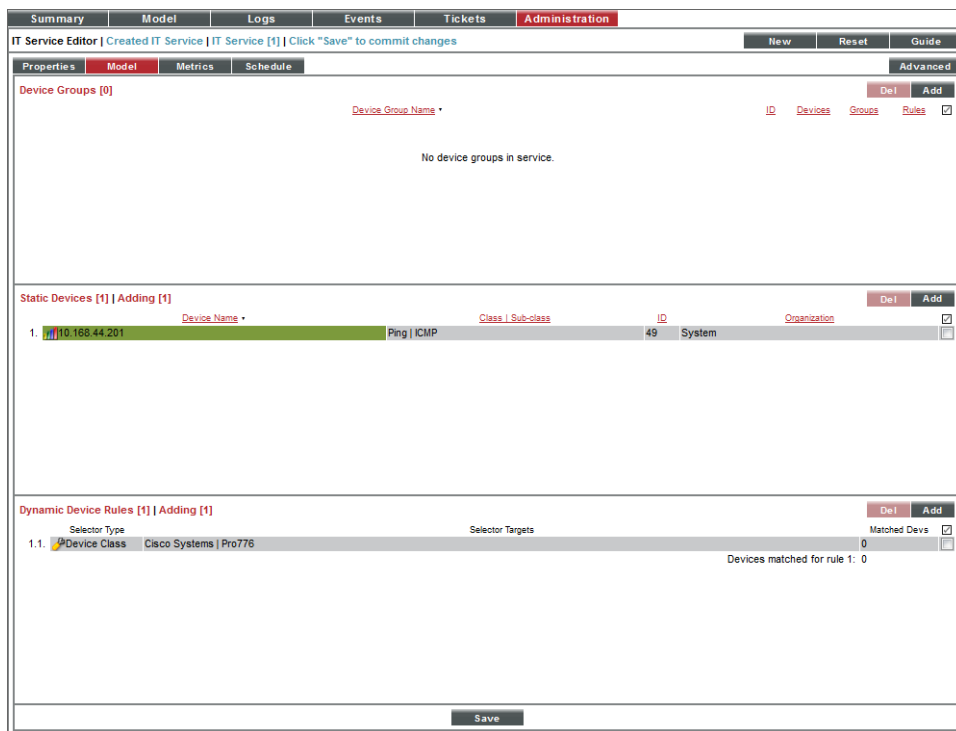 Summary Model Logs Events Tickets Administration
IT Service Editor | Created IT Service | IT Service [1] | Click "Save" to commit changes New Reset Guide
Properties Model Metrics Schedule Advanced
Device Groups [0] Del Add
Device Group Name ID Devices Groups Rules
No device groups in service.
Static Devices [1] | Adding [1] Del Add
Device Name Class | Sub-class ID Organization
1. 10.168.44.201 Ping | ICMP 49 System
Dynamic Device Rules [1] | Adding [1] Del Add
Selector Type Selector Targets Matched Devs
1.1. Device Class Cisco Systems | Pro776 0
Devices matched for rule 1: 0
Save